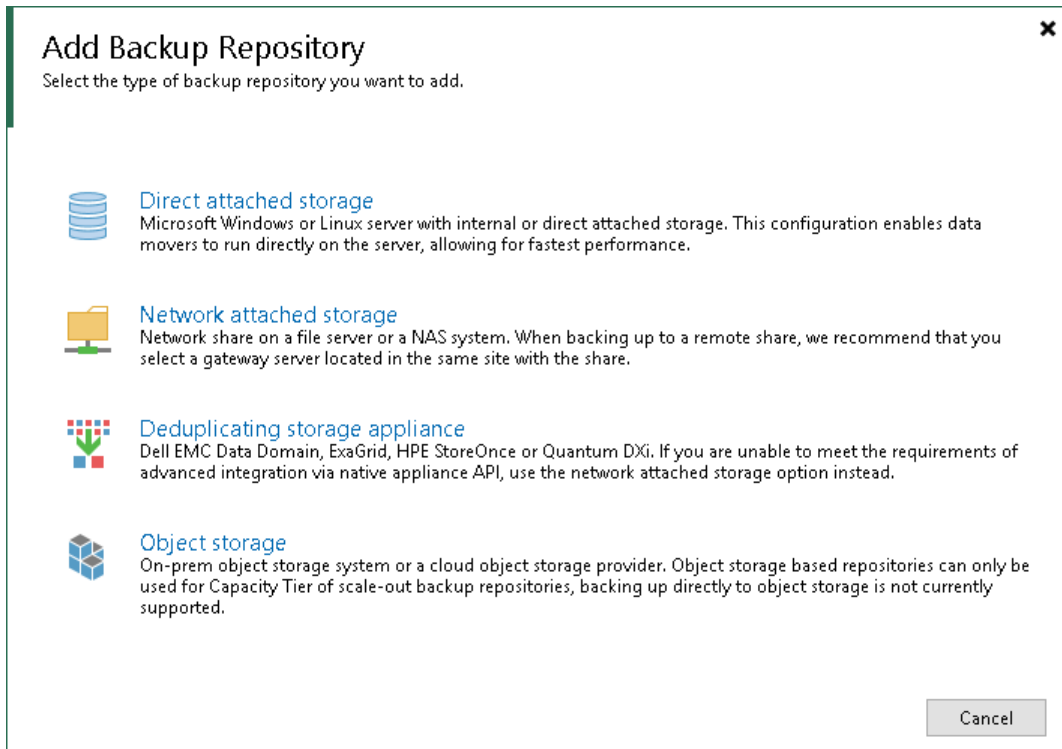 Add Backup Repository
Select the type of backup repository you want to add.
Direct attached storage
Microsoft Windows or Linux server with internal or direct attached storage. This configuration enables data
movers to run directly on the server, allowing for fastest performance.
Network attached storage
Network share on a file server or a NAS system. When backing up to a remote share, we recommend that you
select a gateway server located in the same site with the share.
Deduplicating storage appliance
Dell EMC Data Domain, ExaGrid, HPE StoreOnce or Quantum DXi. If you are unable to meet the requirements of
advanced integration via native appliance API, use the network attached storage option instead.
Object storage
On-prem object storage system or a cloud object storage provider. Object storage based repositories can only be
used for Capacity Tier of scale-out backup repositories, backing up directly to object storage is not currently
supported.
Cancel